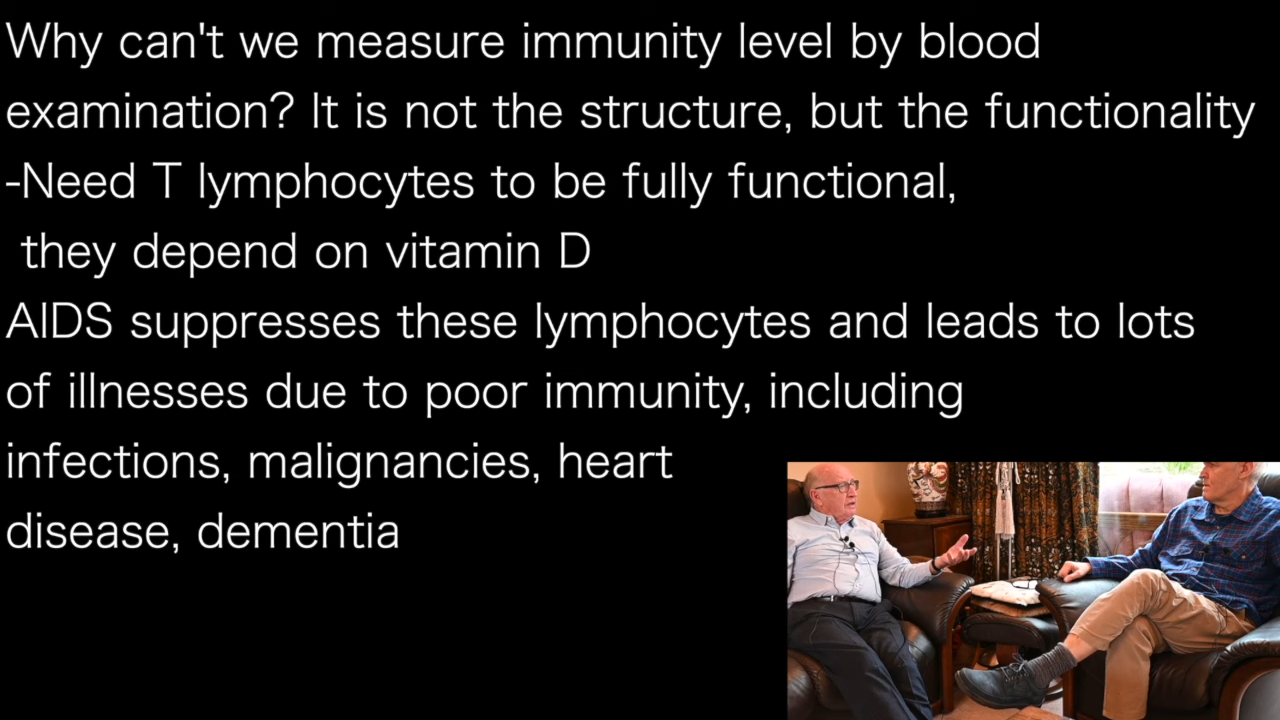 Why can't we measure immunity level by blood
examination? It is not the structure, but the functionality
-Need T lymphocytes to be fully functional,
they depend on vitamin D
AIDS suppresses these lymphocytes and leads to lots
of illnesses due to poor immunity, including
infections, malignancies, heart
disease, dementia